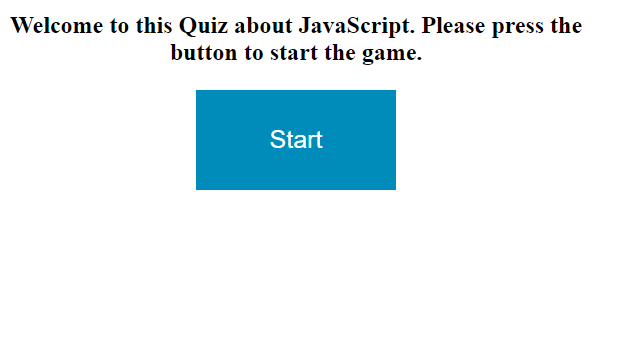 Welcome to this Quiz about JavaScript. Please press the
button to start the game.
Start